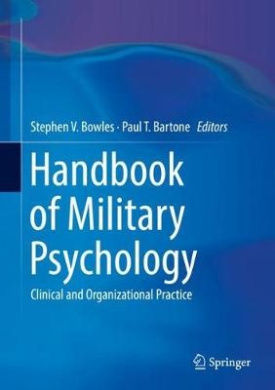 Stephen V. Bowles · Paul T. Bartone Editors
Handbook
of Military
Psychology
Clinical and Organizational Practice
Springer